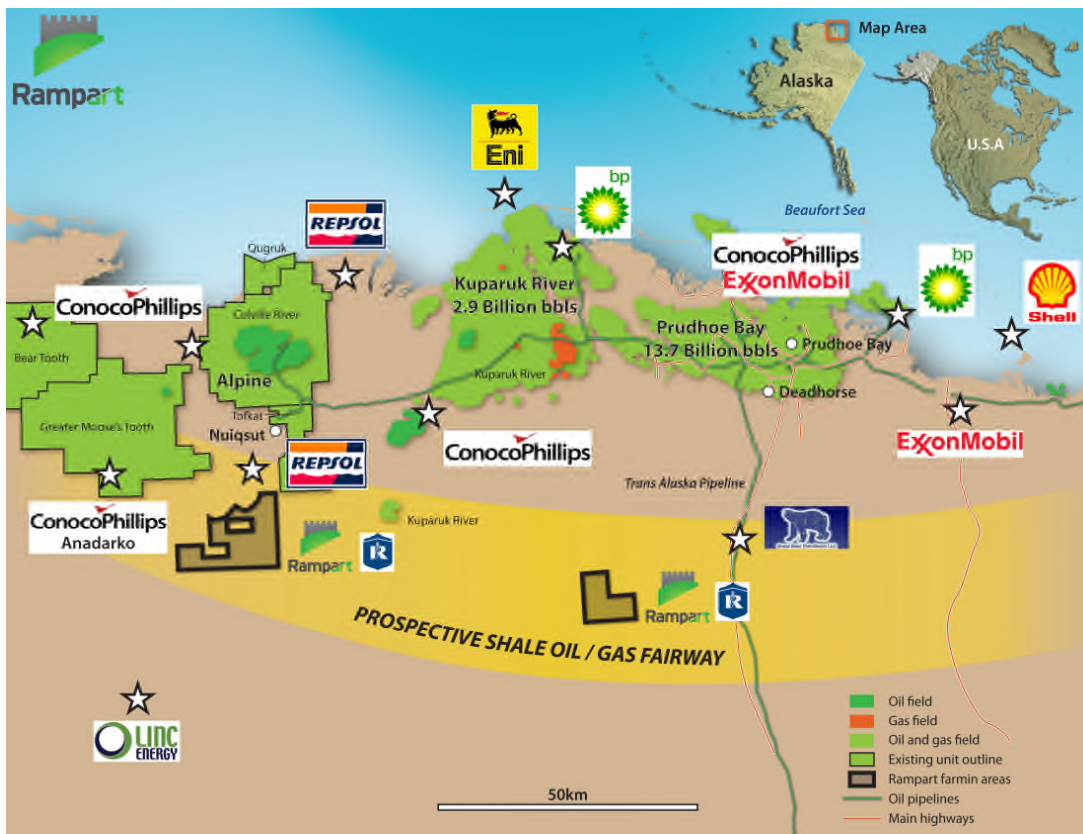 Rampart
Map Area
Alaska
U.S.A
Eni
bp
REPSOL
Beaufort Sea
Qugruk
ConocoPhillips
ExxonMobil
bp
Shell
ConocoPhillips
Kuparuk River
2.9 Billion bbls
Colville River
Prudhoe Bay
13.7 Billion bbls
Prudhoe Bay
Bear Tooth
Alpine
Kuparuk River
Deadhorse
Tofkat
Greater Moose's Tooth
Nuiqsut
ConocoPhillips
ExxonMobil
REPSOL
Trans Alaska Pipeline
ConocoPhillips
Anadarko
Kuparuk River
Rampart
R
Rampart
R
PROSPECTIVE SHALE OIL / GAS FAIRWAY
LINC
ENERGY
Oil field
Gas field
Oil and gas field
Existing unit outline
Rampart farmin areas
Oil pipelines
Main highways
50km